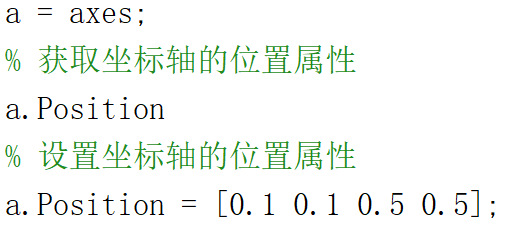 a = axes;
% 获取坐标轴的位置属性
a.Position
% 设置坐标轴的位置属性
a.Position = [0.1 0.1 0.5 0.5];